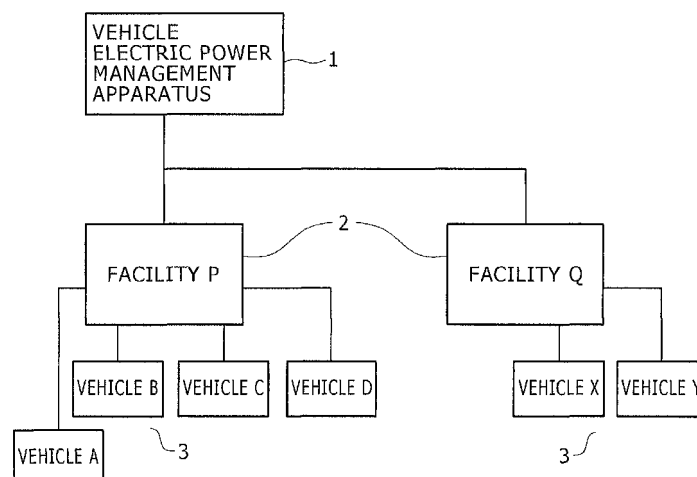 VEHICLE
ELECTRIC POWER
MANAGEMENT
APPARATUS
1
2
FACILITY P
FACILITY Q
VEHICLE B
VEHICLE C
VEHICLE D
VEHICLE X
VEHICLE Y
VEHICLE A
3
3